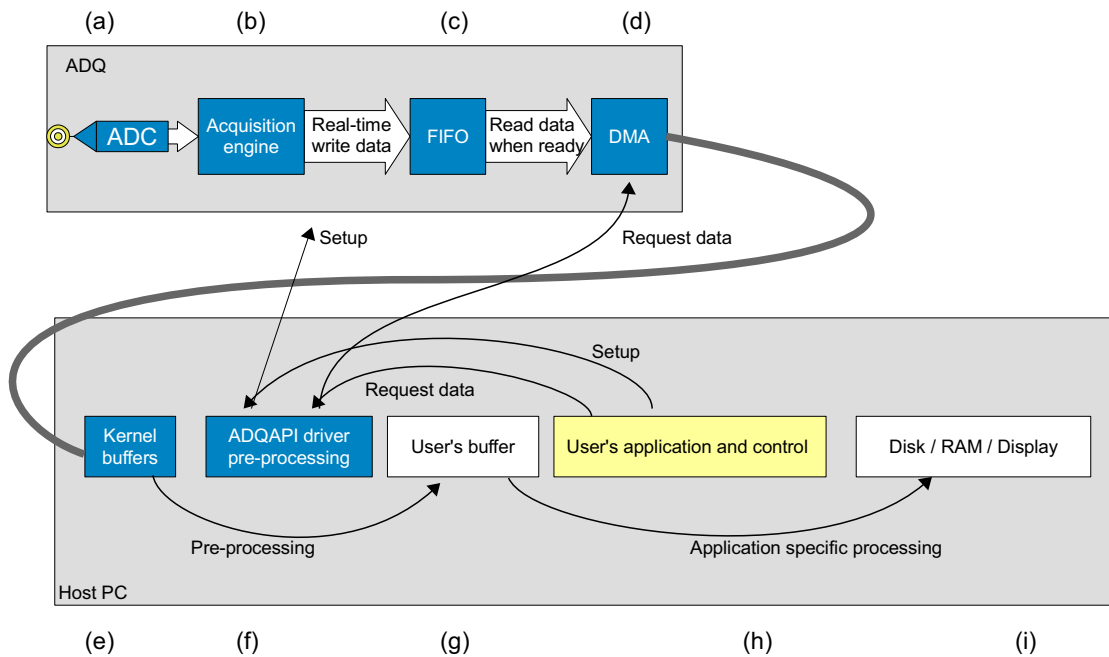 (a)
(b)
(c)
(d)
ADQ
ADC
Acquisition
engine
Real-time
write data
FIFO
Read data
when ready
DMA
Setup
Request data
Setup
Request data
Kernel
buffers
ADQAPI driver
pre-processing
User's buffer
User's application and control
Disk / RAM / Display
Pre-processing
Application specific processing
Host PC
(e)
(f)
(g)
(h)
(i)